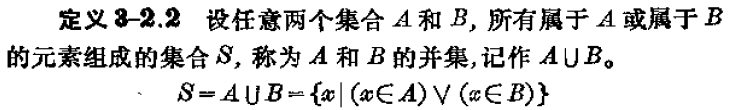 定义 3-2.2 设任意两个集合 A 和 B, 所有属于 A 或属于 B
的元素组成的集合 S, 称为 A 和 B 的并集,记作 A∪B。
S=A∪B={x|(x∈A)∨(x∈B)}